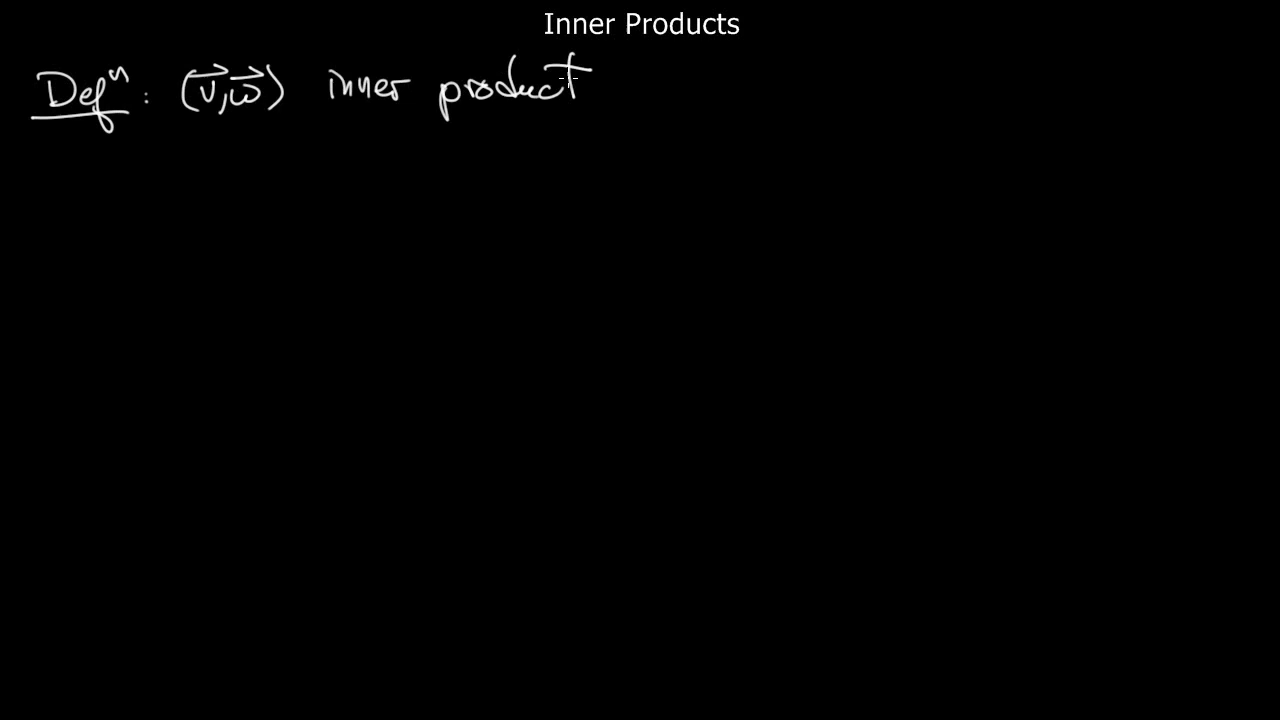 Inner Products
Defⁿ : (v⃗, w⃗) inner product